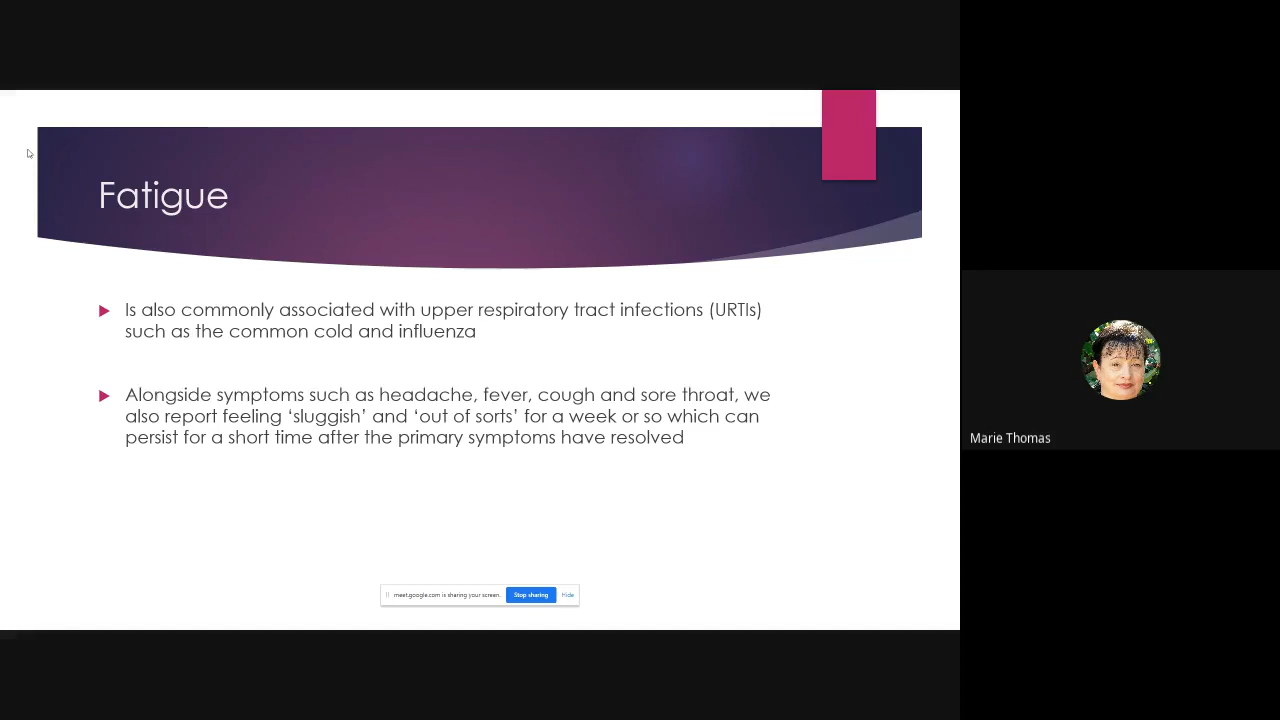 Fatigue
Is also commonly associated with upper respiratory tract infections (URTIs)
such as the common cold and influenza
Alongside symptoms such as headache, fever, cough and sore throat, we
also report feeling ‘sluggish’ and ‘out of sorts’ for a week or so which can
persist for a short time after the primary symptoms have resolved
meet.google.com is sharing your screen.
Stop sharing
Hide
Marie Thomas